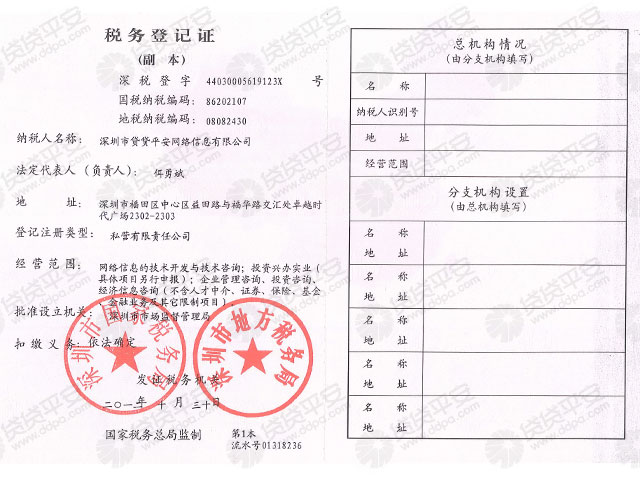 税务登记证
(副 本)
深 税 登 字 44030005619123X 号
国税纳税编码: 86202107
地税纳税编码: 08082430
纳税人名称: 深圳市贷贷平安网络信息有限公司
法定代表人(负责人): 佴勇斌
地 址: 深圳市福田区中心区益田路与福华路交汇处卓越时
代广场2302-2303
登记注册类型: 私营有限责任公司
经 营 范 围: 网络信息的技术开发与技术咨询; 投资兴办实业(
具体项目另行申报); 企业管理咨询、投资咨询、
经济信息咨询(不含人才中介、证券、保险、基金
、金融业务及其它限制项目)
批准设立机关: 深圳市市场监督管理局
扣 缴 义 务: 依法确定
深圳市国家税务局
深圳市地方税务局
发证税务机关
二〇一二年 十 月 三十日
国家税务总局监制
第1本
流水号01318236
总机构情况
(由分支机构填写)
名 称
纳税人识别号
地 址
经营范围
分支机构设置
(由总机构填写)
名 称
地 址
名 称
地 址
名 称
地 址
名 称
地 址
名 称
地 址
贷贷平安
www.ddpa.com